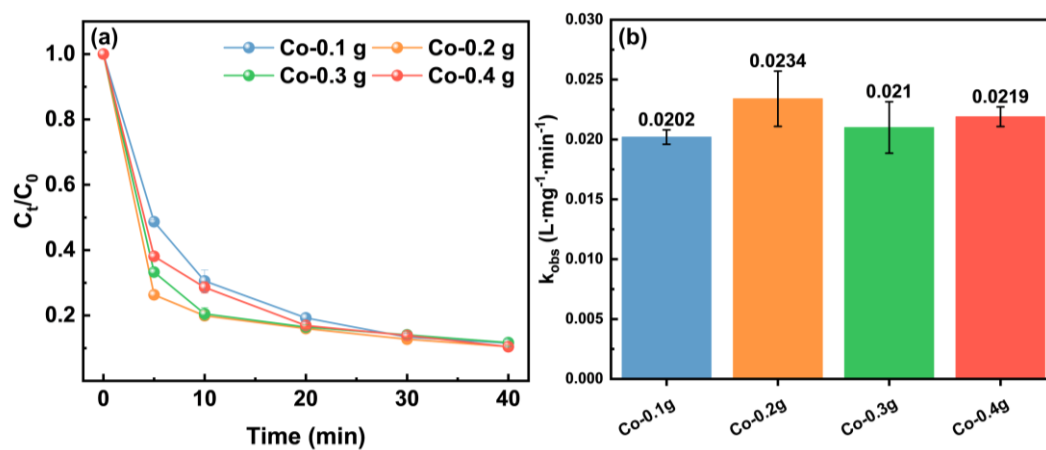 (a)
Co-0.1 g Co-0.2 g
Co-0.3 g Co-0.4 g
1.0
0.8
0.6
0.4
0.2
Cₜ/C₀
0 10 20 30 40
Time (min)
(b)
0.030
0.025
0.020
0.015
0.010
0.005
0.000
kₒbₛ (L·mg⁻¹·min⁻¹)
0.0202 0.0234 0.021 0.0219
Co-0.1g Co-0.2g Co-0.3g Co-0.4g